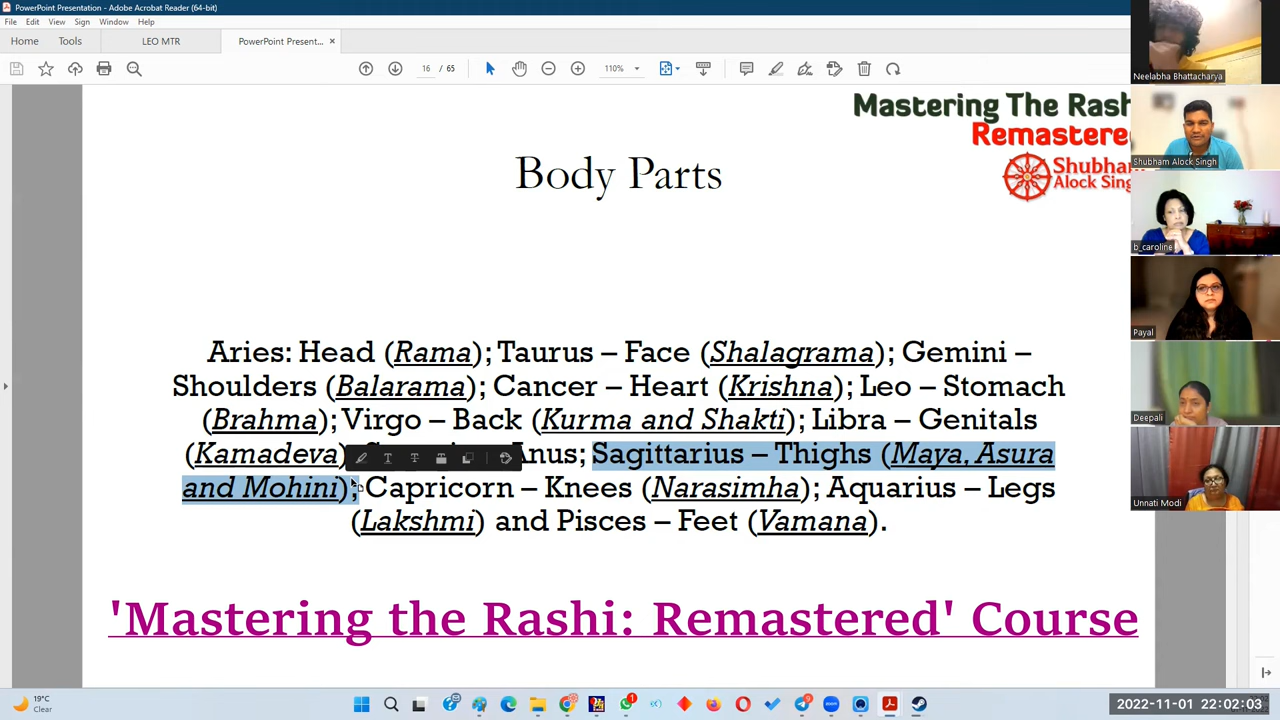 PowerPoint Presentation - Adobe Acrobat Reader (64-bit)
File Edit View Sign Window Help
Home Tools LEO MTR PowerPoint Present... ×
16 / 65 110%
Mastering The Rash
Remastere
Shubham
Alock Sing
Body Parts
Aries: Head (Rama); Taurus – Face (Shalagrama); Gemini –
Shoulders (Balarama); Cancer – Heart (Krishna); Leo – Stomach
(Brahma); Virgo – Back (Kurma and Shakti); Libra – Genitals
(Kamadeva) Anus; Sagittarius – Thighs (Maya, Asura
and Mohini); Capricorn – Knees (Narasimha); Aquarius – Legs
(Lakshmi) and Pisces – Feet (Vamana).
'Mastering the Rashi: Remastered' Course
Neelabha Bhattacharya
Shubham Alock Singh
b_caroline
Payal
Deepali
Unnati Modi
19°C
Clear
2022-11-01 22:02:03